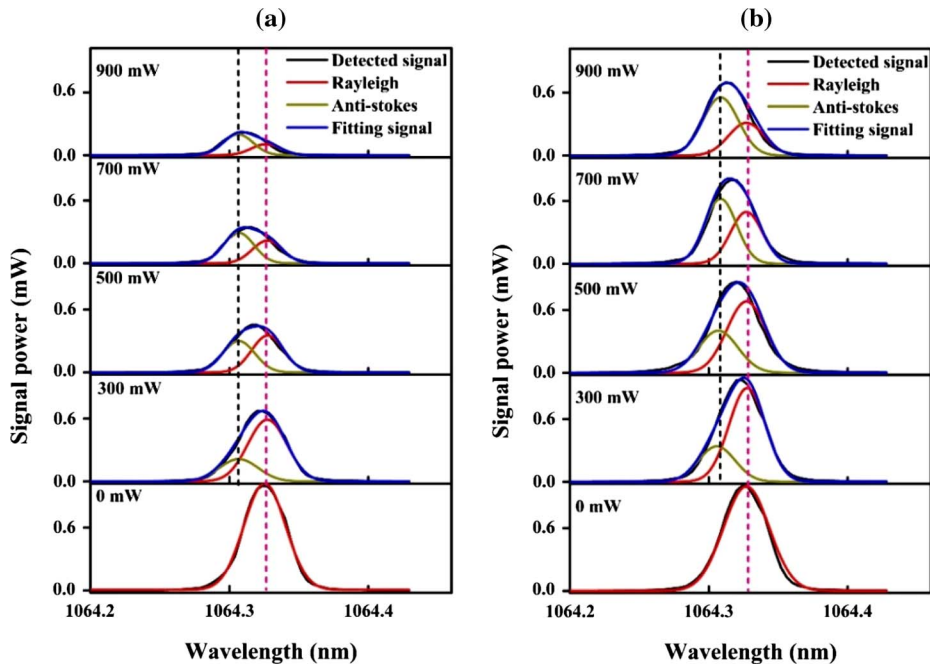 (a)
(b)
Signal power (mW)
900 mW
Detected signal
Rayleigh
Anti-stokes
Fitting signal
0.6
0.0
700 mW
0.6
0.0
500 mW
0.6
0.0
300 mW
0.6
0.0
0 mW
0.6
0.0
1064.2 1064.3 1064.4
Wavelength (nm)
Signal power (mW)
900 mW
Detected signal
Rayleigh
Anti-stokes
Fitting signal
0.6
0.0
700 mW
0.6
0.0
500 mW
0.6
0.0
300 mW
0.6
0.0
0 mW
0.6
0.0
1064.2 1064.3 1064.4
Wavelength (nm)